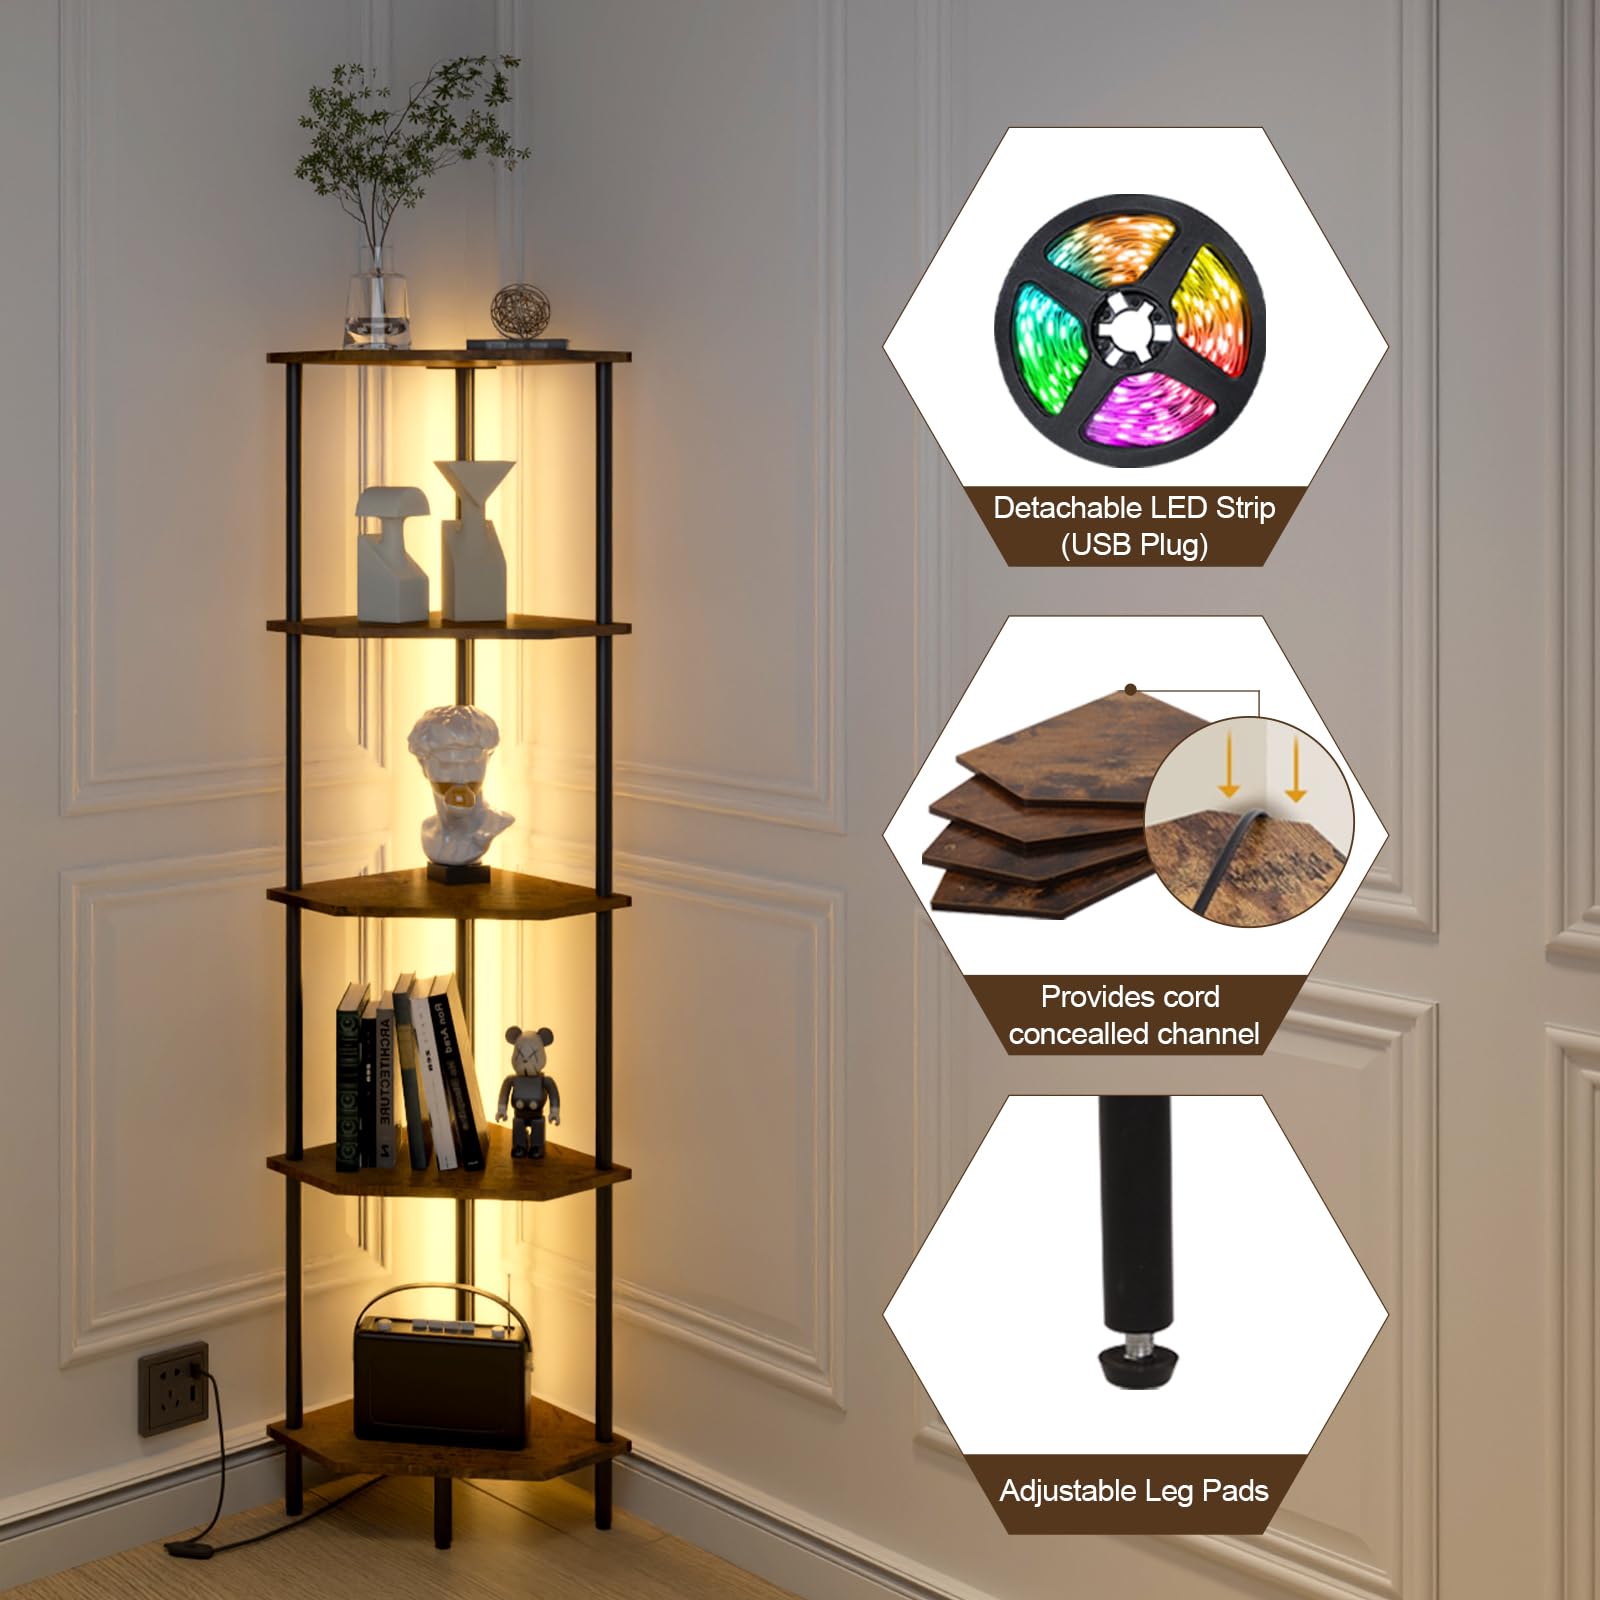 Detachable LED Strip
(USB Plug)
Provides cord
concealled channel
Adjustable Leg Pads